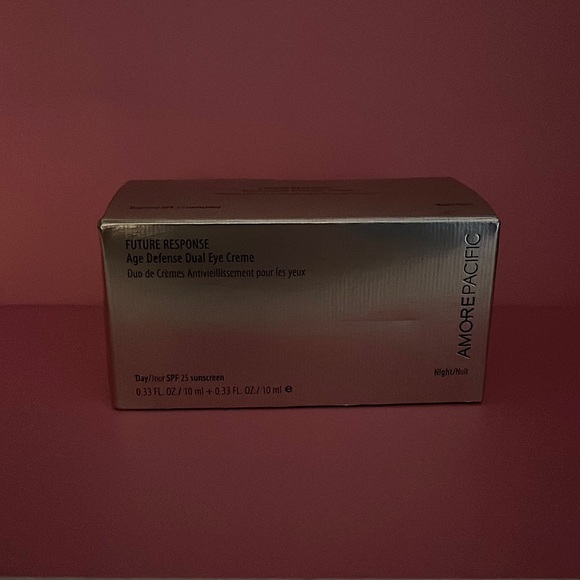 FUTURE RESPONSE
Age Defense Dual Eye Creme
Duo de Crèmes Antivieillissement pour les yeux
AMOREPACIFIC
Day/Jour SPF 25 sunscreen
Night/Nuit
0.33 FL. OZ./ 10 ml + 0.33 FL. OZ./ 10 ml ℮